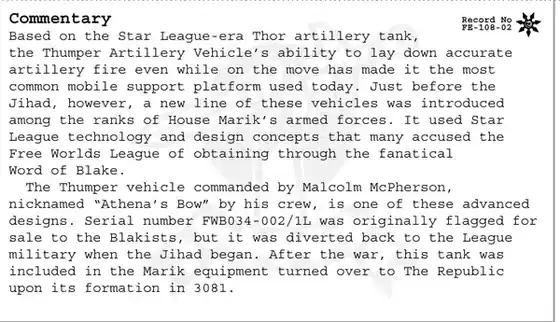 Commentary
Record No
FE-108-02
Based on the Star League-era Thor artillery tank,
the Thumper Artillery Vehicle's ability to lay down accurate
artillery fire even while on the move has made it the most
common mobile support platform used today. Just before the
Jihad, however, a new line of these vehicles was introduced
among the ranks of House Marik's armed forces. It used Star
League technology and design concepts that many accused the
Free Worlds League of obtaining through the fanatical
Word of Blake.
The Thumper vehicle commanded by Malcolm McPherson,
nicknamed “Athena's Bow” by his crew, is one of these advanced
designs. Serial number FWB034-002/1L was originally flagged for
sale to the Blakists, but it was diverted back to the League
military when the Jihad began. After the war, this tank was
included in the Marik equipment turned over to The Republic
upon its formation in 3081.